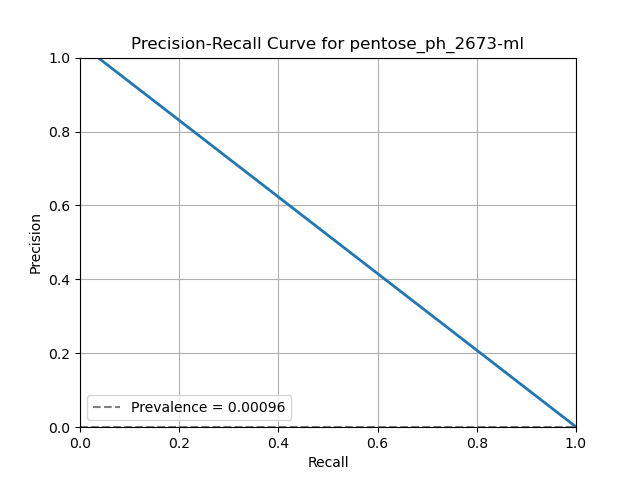 Precision-Recall Curve for pentose_ph_2673-ml
1.0
0.8
0.6
0.4
0.2
0.0
Precision
Prevalence = 0.00096
0.0 0.2 0.4 0.6 0.8 1.0
Recall